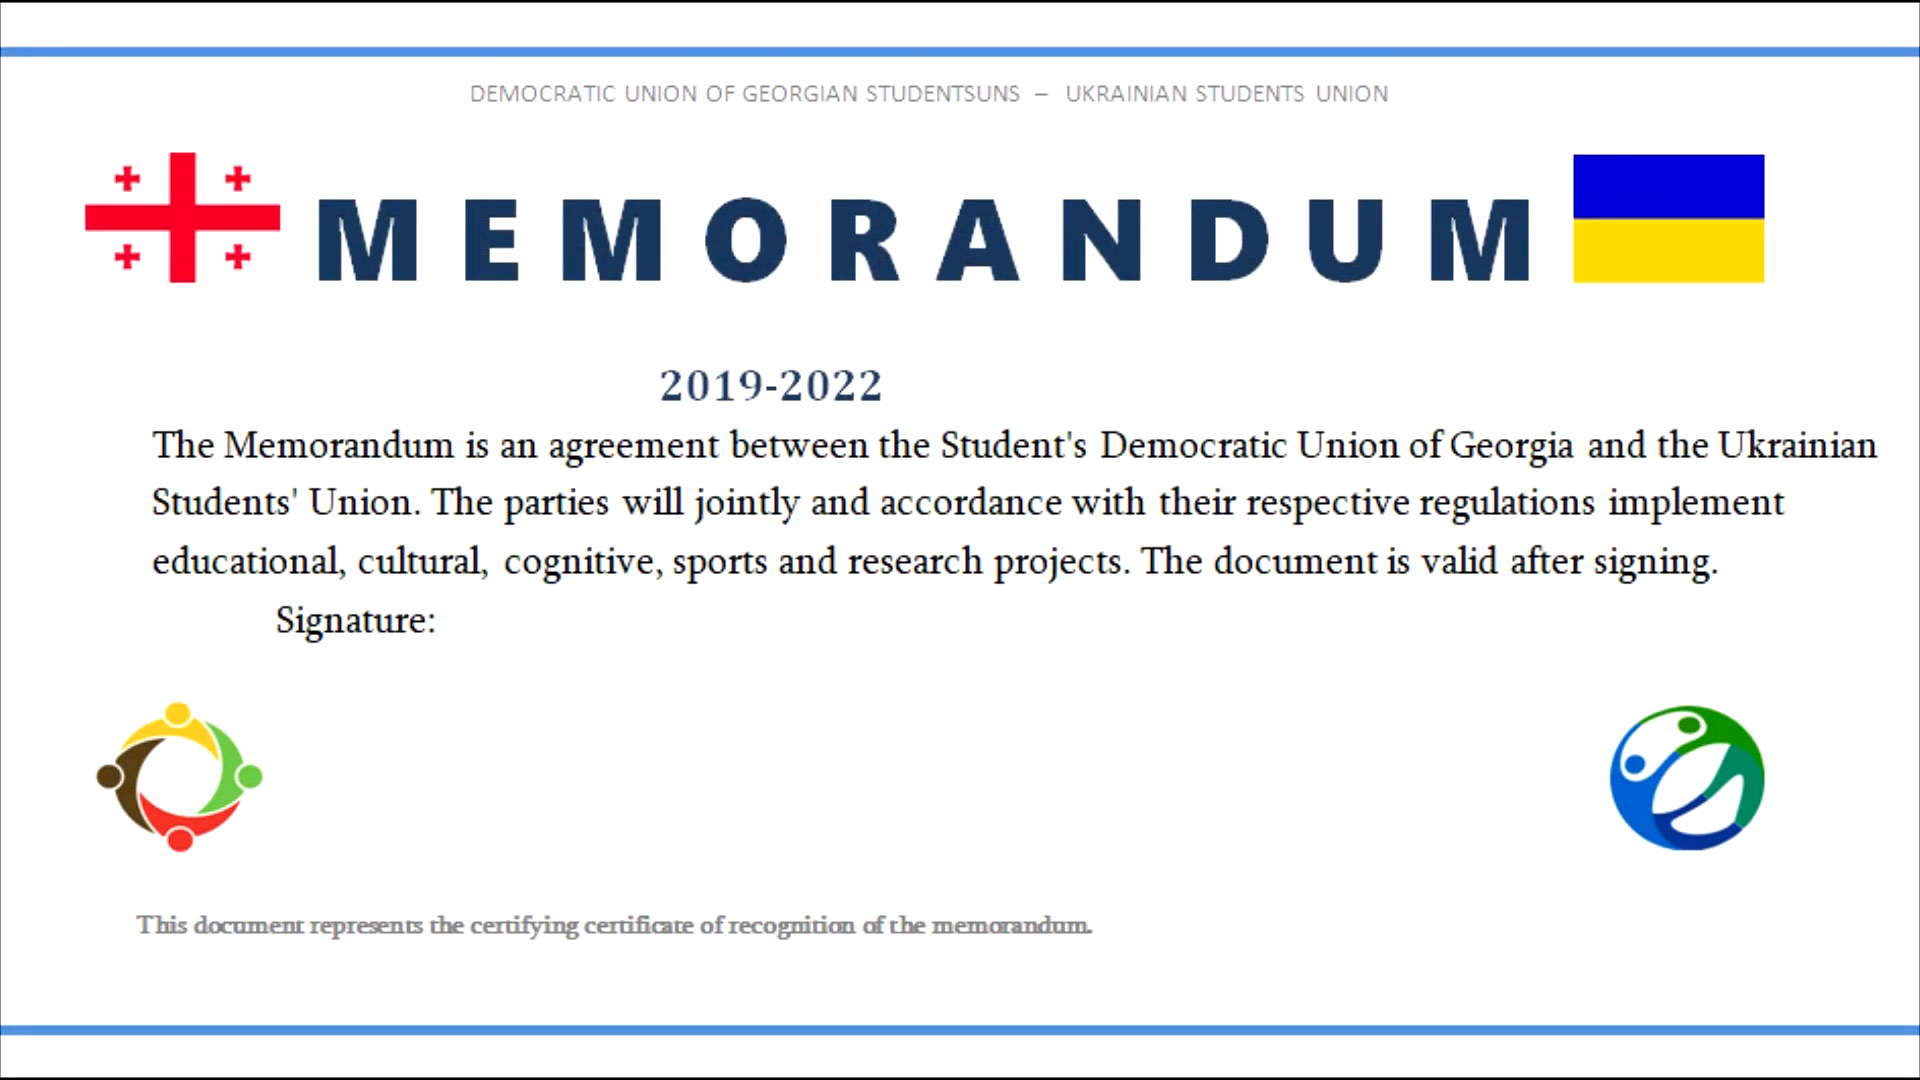 DEMOCRATIC UNION OF GEORGIAN STUDENTSUNS – UKRAINIAN STUDENTS UNION
MEMORANDUM
2019-2022
The Memorandum is an agreement between the Student's Democratic Union of Georgia and the Ukrainian
Students' Union. The parties will jointly and accordance with their respective regulations implement
educational, cultural, cognitive, sports and research projects. The document is valid after signing.
Signature:
This document represents the certifying certificate of recognition of the memorandum.